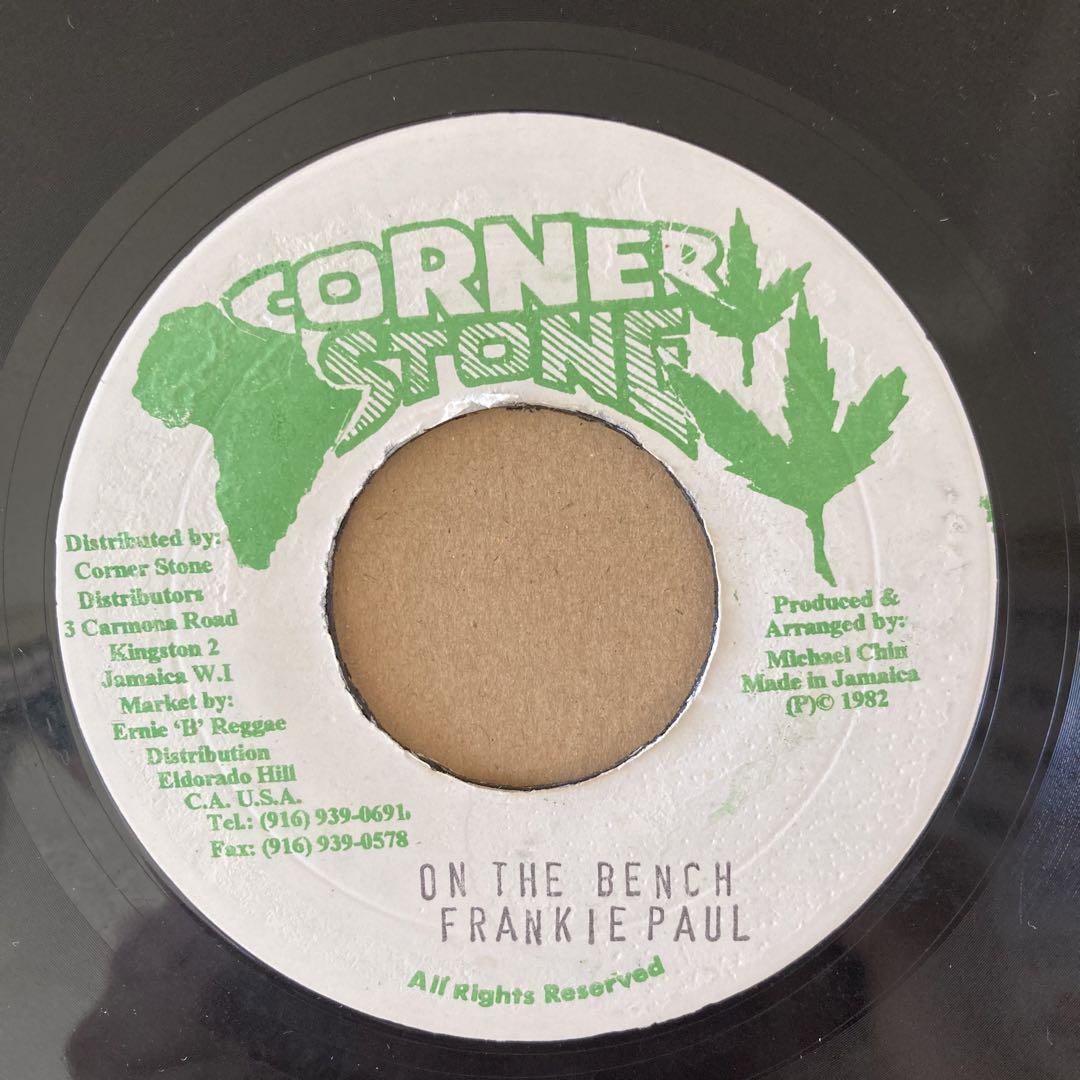 CORNER
STONE
Distributed by:
Corner Stone
Distributors
3 Carmona Road
Kingston 2
Jamaica W.I
Market by:
Ernie 'B' Reggae
Distribution
Eldorado Hill
C.A. U.S.A.
Tel.: (916) 939-0691
Fax: (916) 939-0578
Produced &
Arranged by:
Michael Chin
Made in Jamaica
(P)© 1982
ON THE BENCH
FRANKIE PAUL
All Rights Reserved